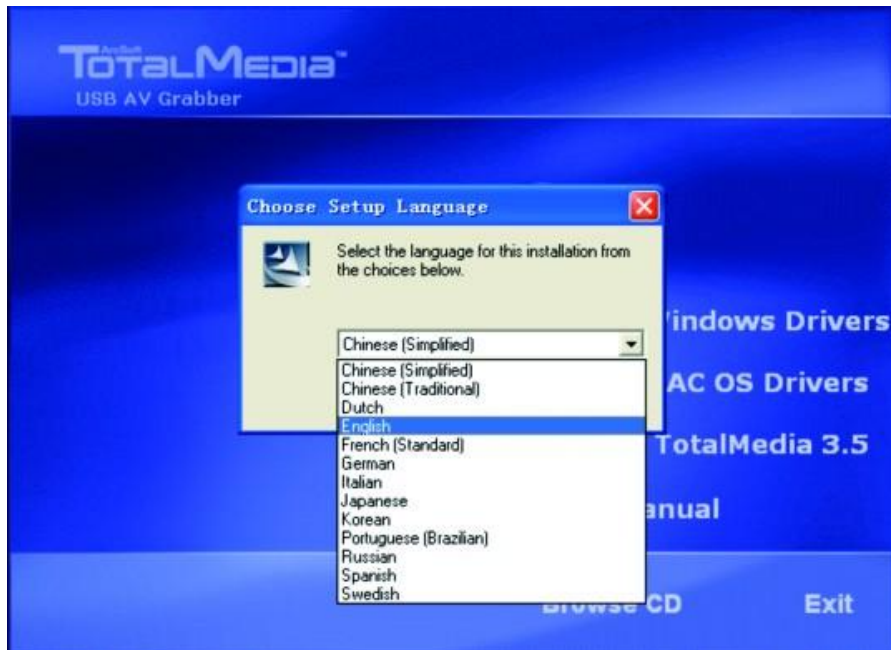 ArcSoft
TotalMedia™
USB AV Grabber
Choose Setup Language
Select the language for this installation from
the choices below.
Chinese (Simplified)
Chinese (Simplified)
Chinese (Traditional)
Dutch
English
French (Standard)
German
Italian
Japanese
Korean
Portuguese (Brazilian)
Russian
Spanish
Swedish
indows Drivers
AC OS Drivers
TotalMedia 3.5
anual
Browse CD
Exit